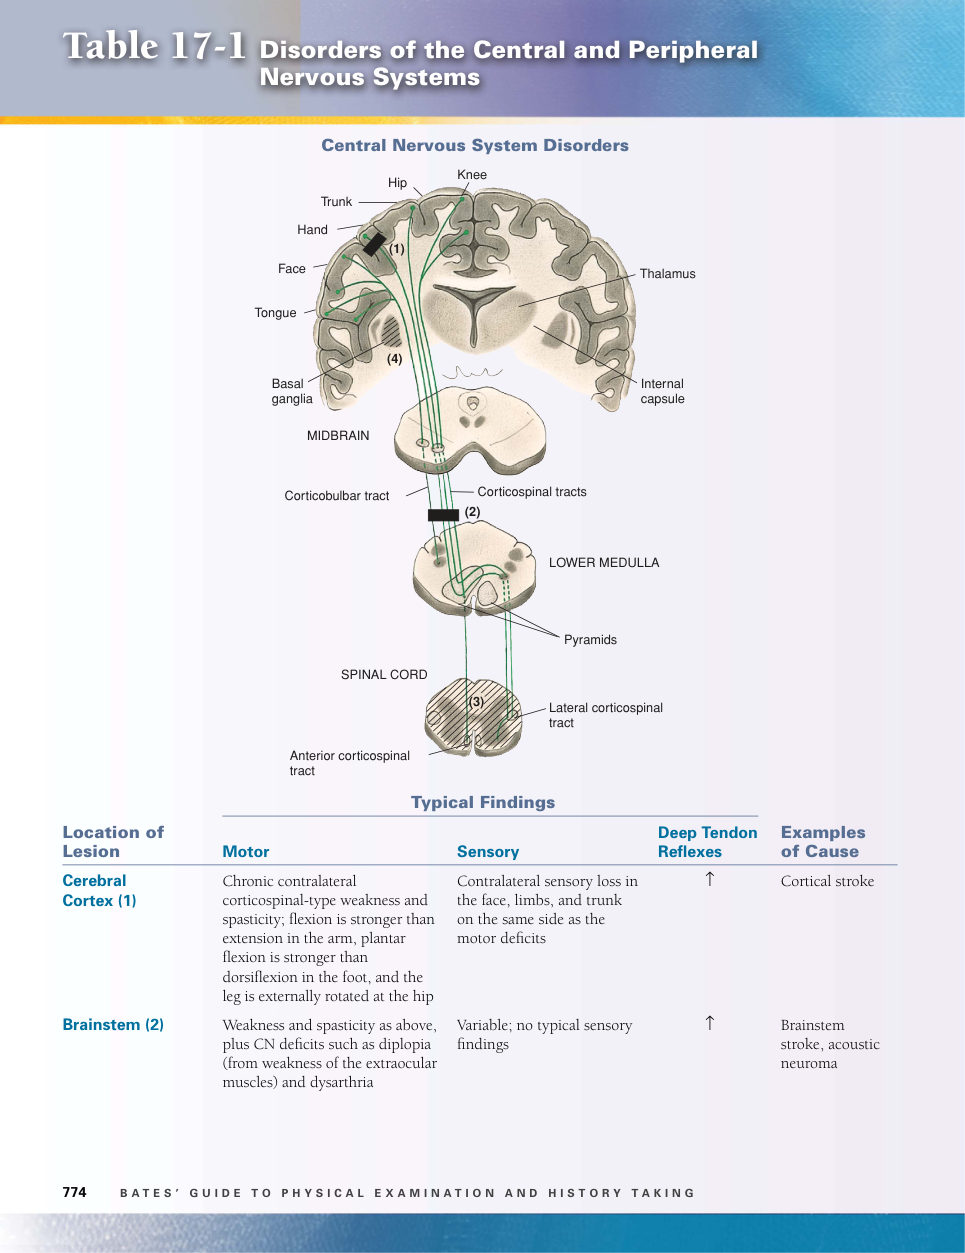 Table 17-1 Disorders of the Central and Peripheral
Nervous Systems
Central Nervous System Disorders
Knee
Hip
Trunk
Hand
(1)
Face
Thalamus
Tongue
(4)
Basal
ganglia
Internal
capsule
MIDBRAIN
Corticobulbar tract
Corticospinal tracts
(2)
LOWER MEDULLA
Pyramids
SPINAL CORD
(3)
Lateral corticospinal
tract
Anterior corticospinal
tract
Typical Findings
Location of
Lesion
Motor
Sensory
Deep Tendon
Reflexes
Examples
of Cause
Cerebral
Cortex (1)
Chronic contralateral
corticospinal-type weakness and
spasticity; flexion is stronger than
extension in the arm, plantar
flexion is stronger than
dorsiflexion in the foot, and the
leg is externally rotated at the hip
Contralateral sensory loss in
the face, limbs, and trunk
on the same side as the
motor deficits
↑
Cortical stroke
Brainstem (2)
Weakness and spasticity as above,
plus CN deficits such as diplopia
(from weakness of the extraocular
muscles) and dysarthria
Variable; no typical sensory
findings
↑
Brainstem
stroke, acoustic
neuroma
774 BATES' GUIDE TO PHYSICAL EXAMINATION AND HISTORY TAKING